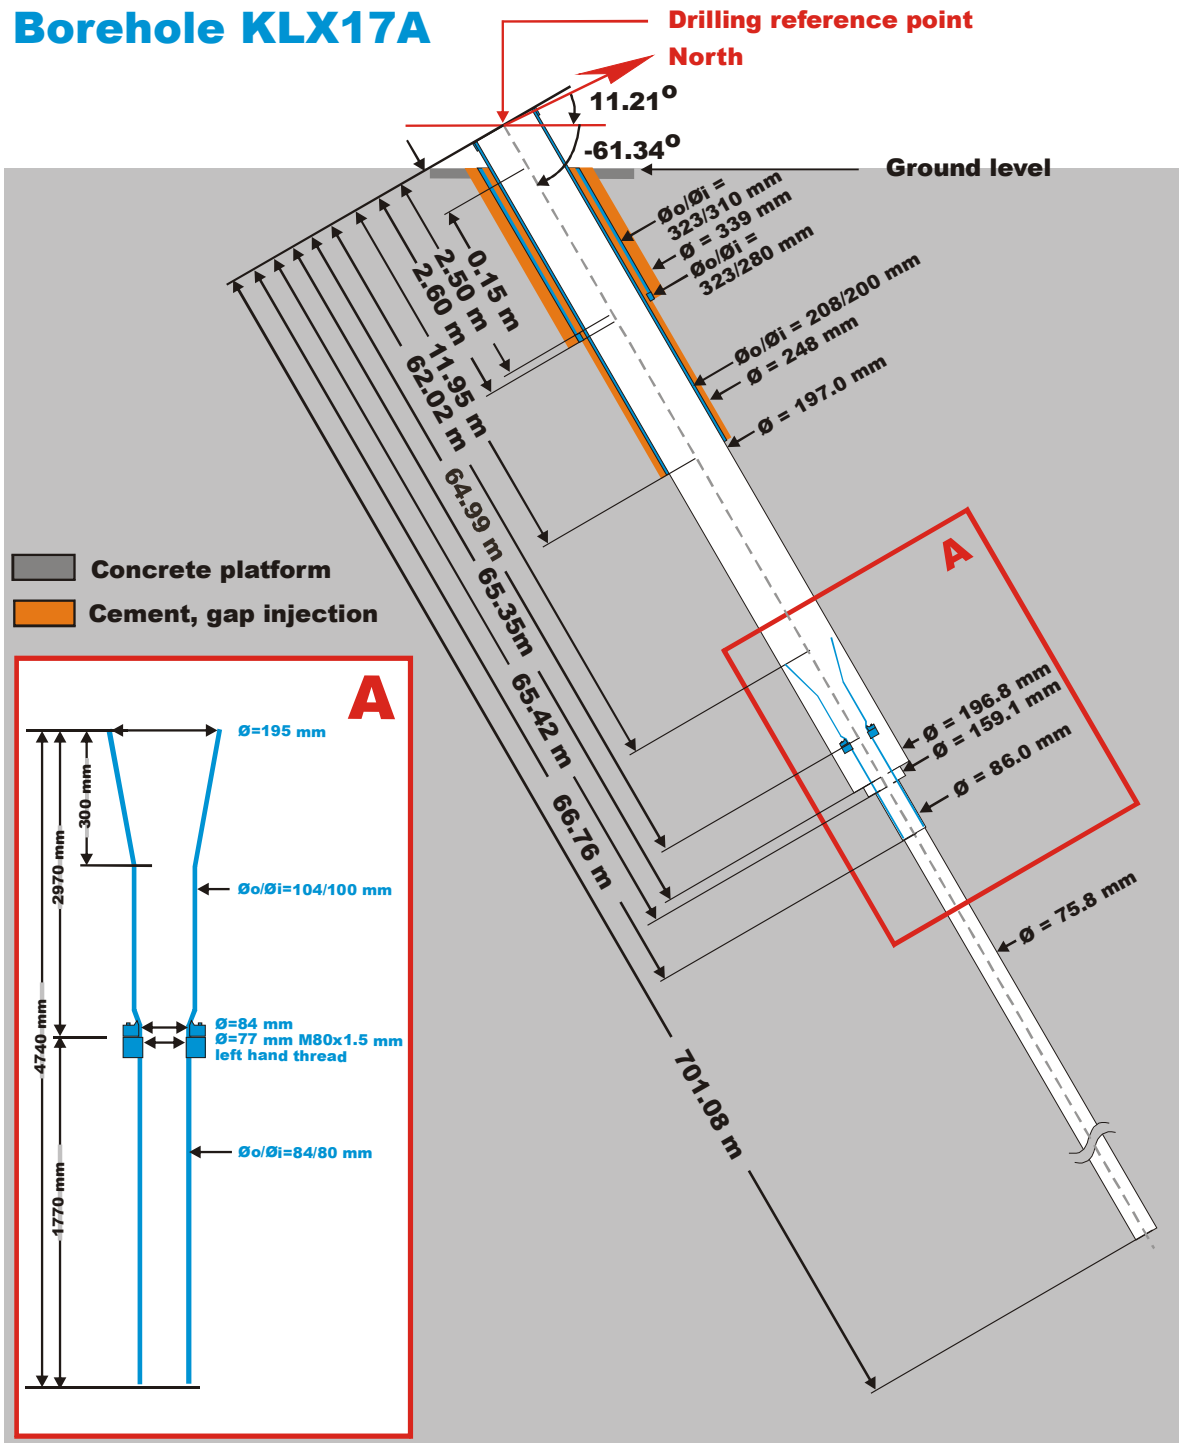 Borehole KLX17A
Drilling reference point
North
11.21°
-61.34°
Ground level
Øo/Øi =
323/310 mm
Ø = 339 mm
Øo/Øi =
323/280 mm
Øo/Øi = 208/200 mm
Ø = 248 mm
Ø = 197.0 mm
0.15 m
2.50 m
2.60 m
11.95 m
62.02 m
64.99 m
65.35m
65.42 m
66.76 m
701.08 m
Concrete platform
Cement, gap injection
A
Ø = 196.8 mm
Ø = 159.1 mm
Ø = 86.0 mm
Ø = 75.8 mm
A
Ø=195 mm
300 mm
2970 mm
Øo/Øi=104/100 mm
4740 mm
Ø=84 mm
Ø=77 mm M80x1.5 mm
left hand thread
Øo/Øi=84/80 mm
1770 mm